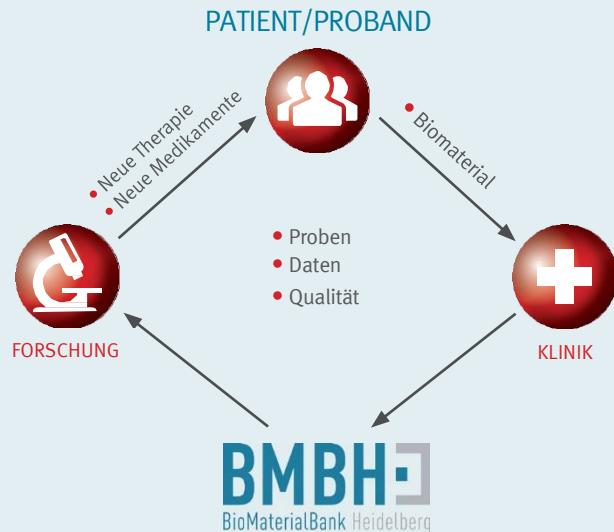 PATIENT/PROBAND
• Neue Therapie
• Neue Medikamente
• Biomaterial
• Proben
• Daten
• Qualität
FORSCHUNG
KLINIK
BMBH
BioMaterialBank Heidelberg